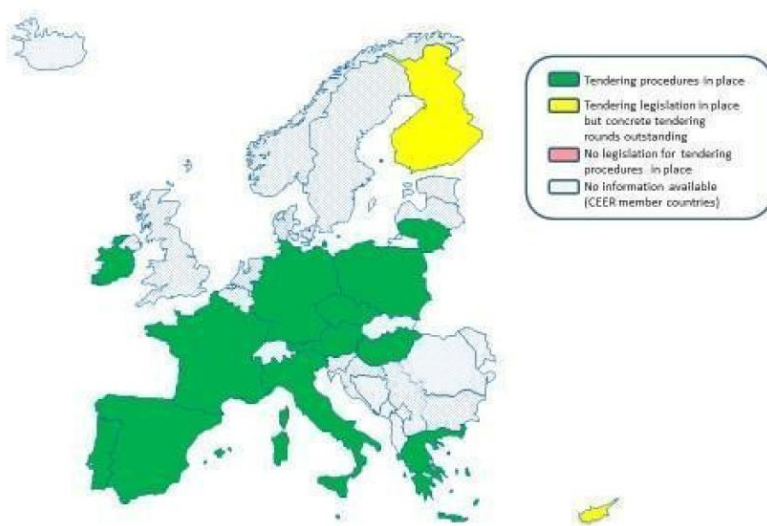 Tendering procedures in place
Tendering legislation in place
but concrete tendering
rounds outstanding
No legislation for tendering
procedures in place
No information available
(CEER member countries)